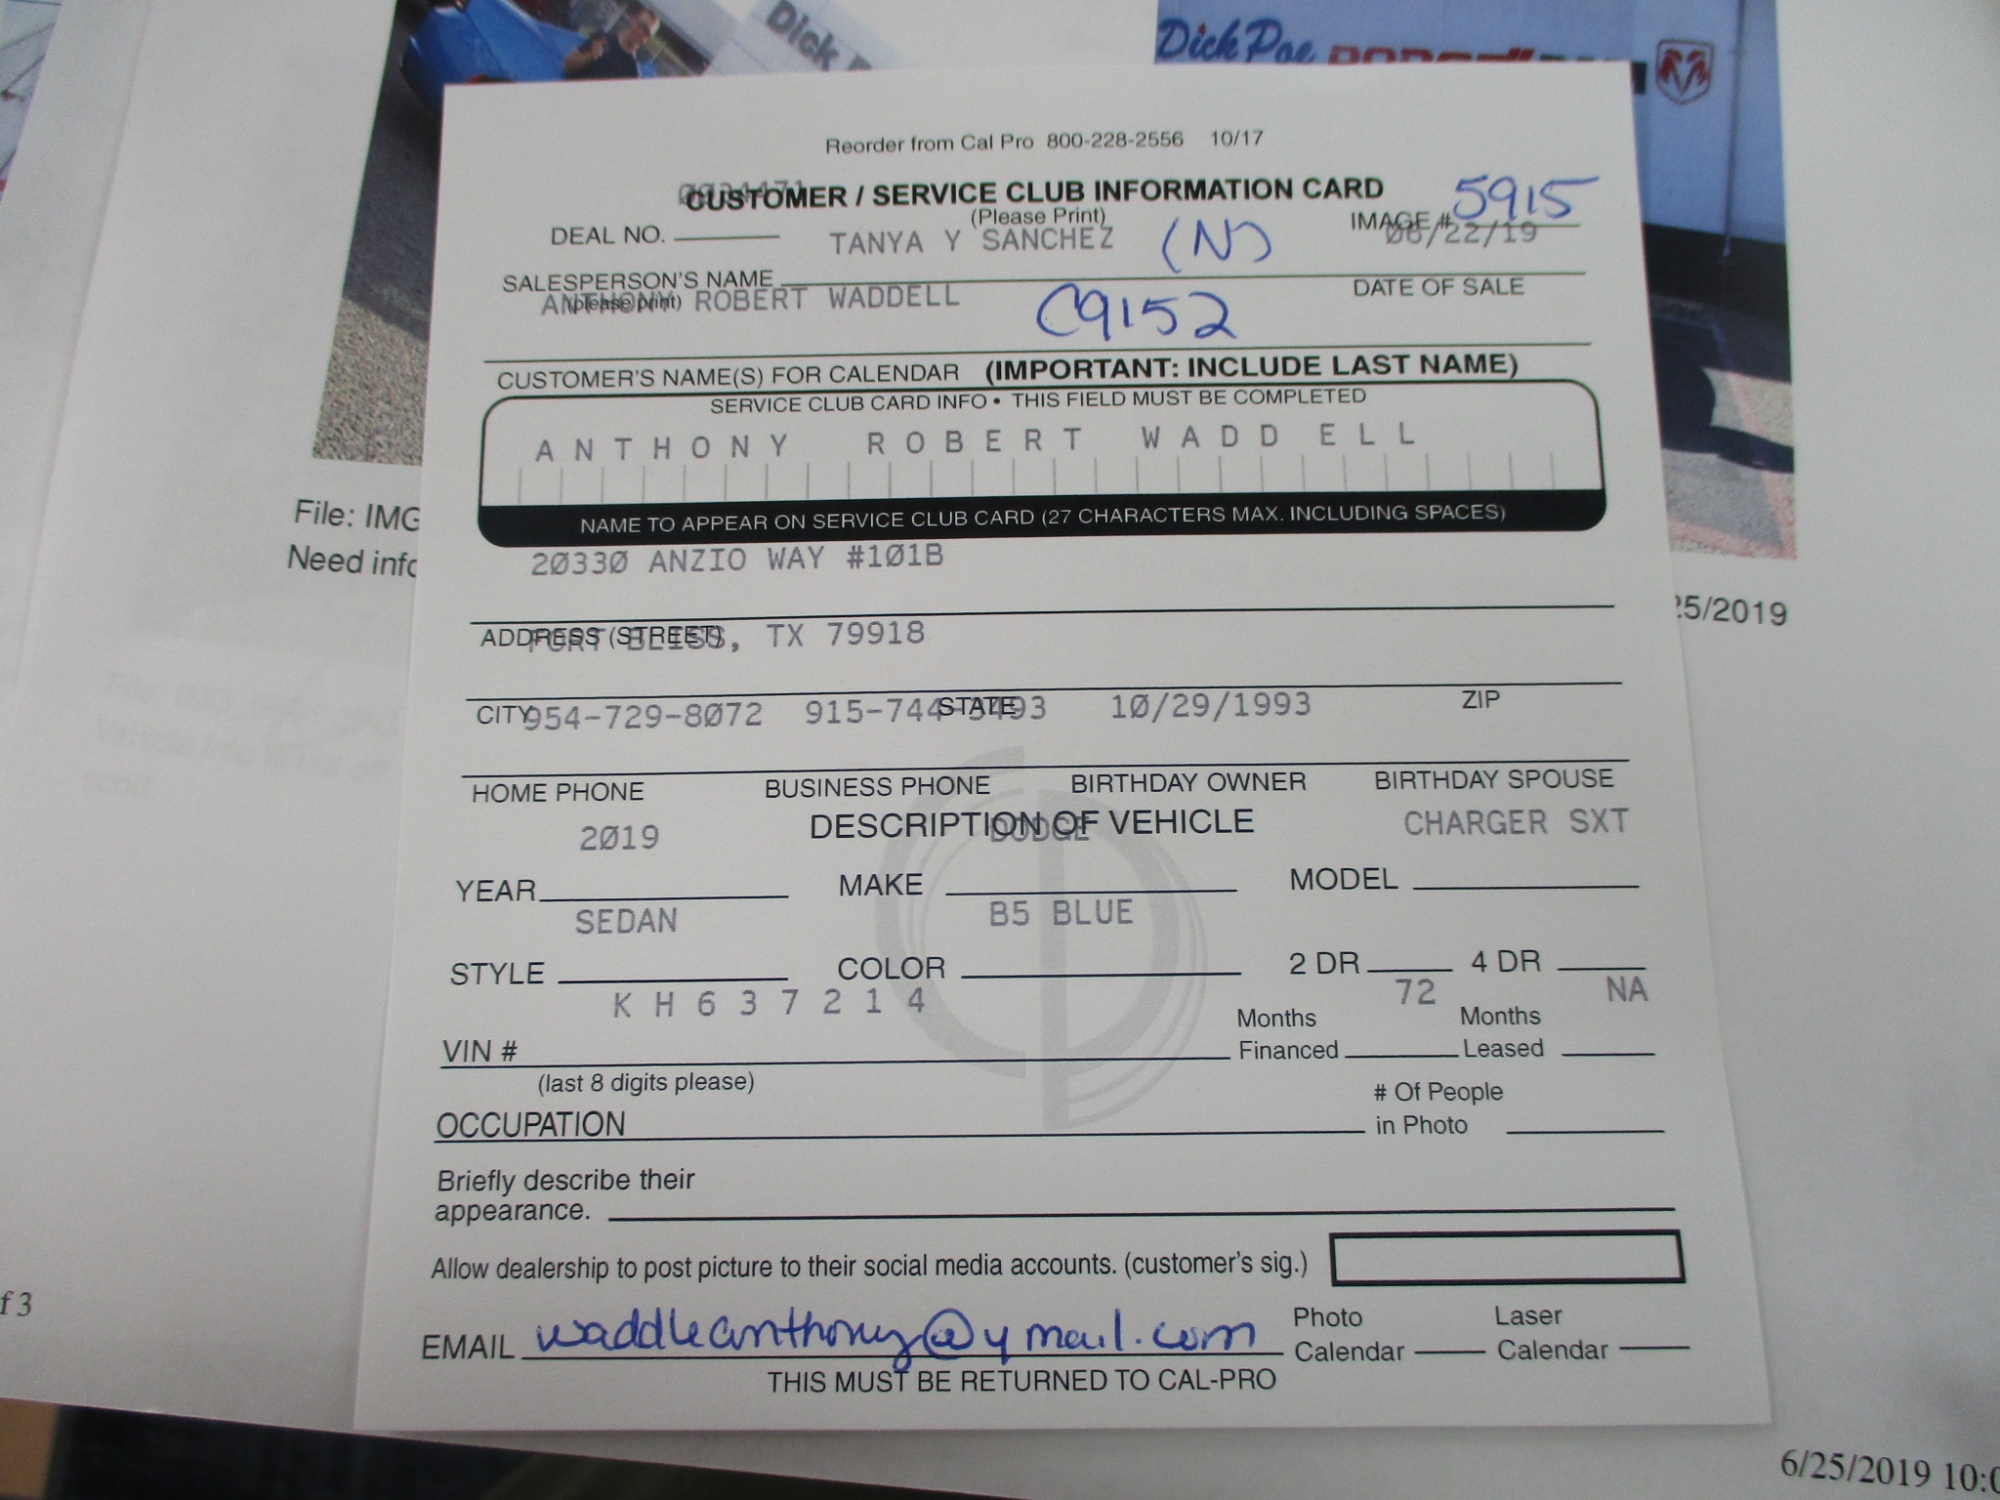 Dick
Dick Poe
Reorder from Cal Pro 800-228-2556 10/17
CUSTOMER / SERVICE CLUB INFORMATION CARD
5915
(Please Print)
DEAL NO.
TANYA Y SANCHEZ
(N)
IMAGE #
06/22/19
SALESPERSON'S NAME
(please print)
ANTHONY ROBERT WADDELL
C9152
DATE OF SALE
CUSTOMER'S NAME(S) FOR CALENDAR (IMPORTANT: INCLUDE LAST NAME)
SERVICE CLUB CARD INFO • THIS FIELD MUST BE COMPLETED
ANTHONY ROBERT WADDELL
NAME TO APPEAR ON SERVICE CLUB CARD (27 CHARACTERS MAX. INCLUDING SPACES)
File: IMG
Need info
20330 ANZIO WAY #101B
25/2019
ADDRESS (STREET)
FORT BLISS, TX 79918
CITY
STATE
ZIP
954-729-8072 915-744- 10/29/1993
HOME PHONE BUSINESS PHONE BIRTHDAY OWNER BIRTHDAY SPOUSE
DESCRIPTION OF VEHICLE
2019 DODGE CHARGER SXT
YEAR MAKE MODEL
SEDAN B5 BLUE
STYLE COLOR 2 DR 4 DR
KH637214 72 NA
VIN # Months Financed Months Leased
(last 8 digits please)
OCCUPATION # Of People in Photo
Briefly describe their
appearance.
Allow dealership to post picture to their social media accounts. (customer's sig.)
f 3
EMAIL waddleanthony@ymail.com Photo Calendar Laser Calendar
THIS MUST BE RETURNED TO CAL-PRO
6/25/2019 10:0